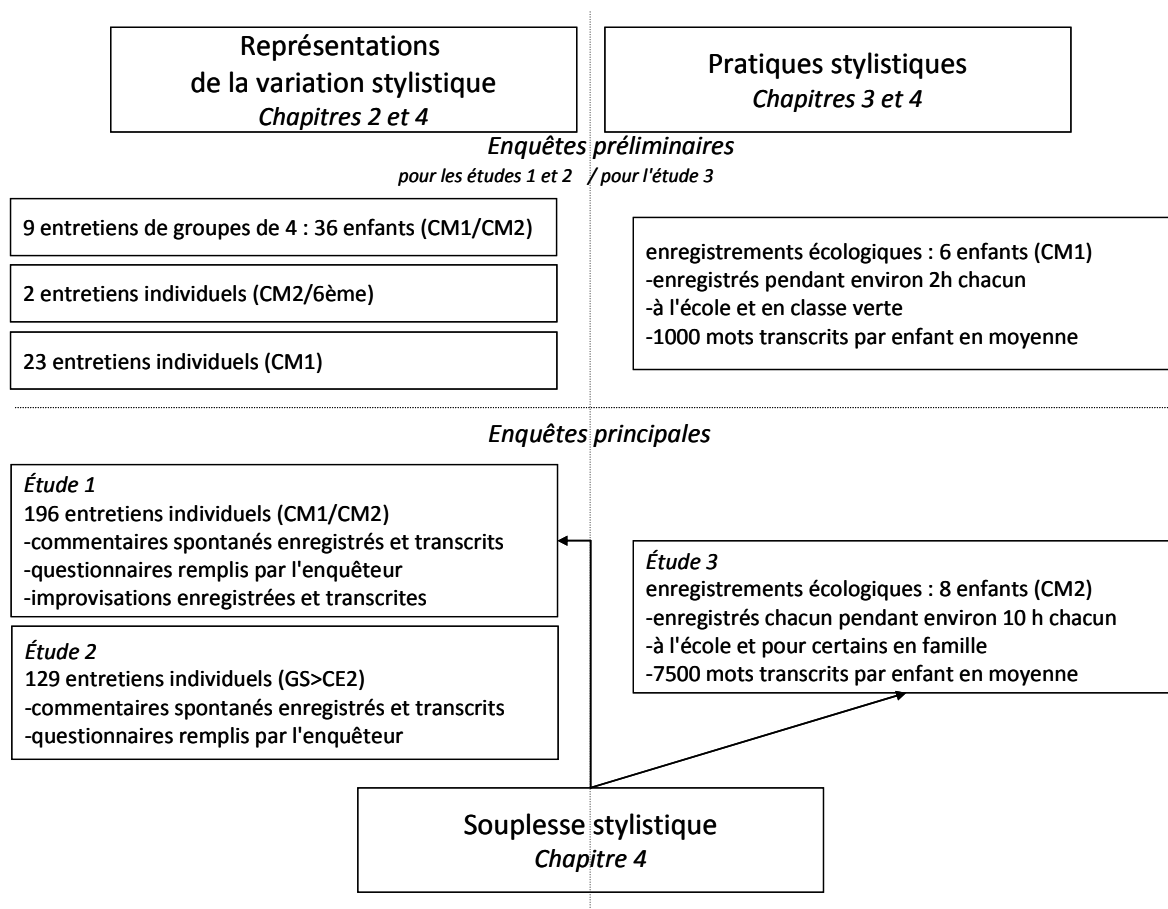 Représentations
de la variation stylistique
Chapitres 2 et 4
Pratiques stylistiques
Chapitres 3 et 4
Enquêtes préliminaires
pour les études 1 et 2 / pour l'étude 3
9 entretiens de groupes de 4 : 36 enfants (CM1/CM2)
2 entretiens individuels (CM2/6ème)
23 entretiens individuels (CM1)
enregistrements écologiques : 6 enfants (CM1)
-enregistrés pendant environ 2h chacun
-à l'école et en classe verte
-1000 mots transcrits par enfant en moyenne
Enquêtes principales
Étude 1
196 entretiens individuels (CM1/CM2)
-commentaires spontanés enregistrés et transcrits
-questionnaires remplis par l'enquêteur
-improvisations enregistrées et transcrites
Étude 2
129 entretiens individuels (GS>CE2)
-commentaires spontanés enregistrés et transcrits
-questionnaires remplis par l'enquêteur
Étude 3
enregistrements écologiques : 8 enfants (CM2)
-enregistrés chacun pendant environ 10 h chacun
-à l'école et pour certains en famille
-7500 mots transcrits par enfant en moyenne
Souplesse stylistique
Chapitre 4